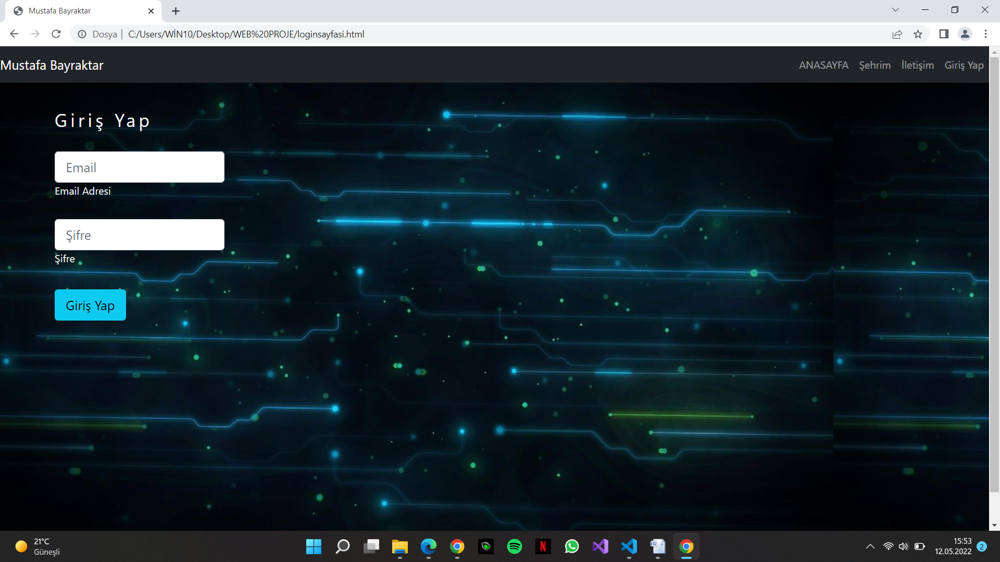 Mustafa Bayraktar
Dosya | C:/Users/WİN10/Desktop/WEB%20PROJE/loginsayfasi.html
Mustafa Bayraktar
ANASAYFA Şehrim İletişim Giriş Yap
Giriş Yap
Email
Email Adresi
Şifre
Şifre
Giriş Yap
21°C
Güneşli
15:53
12.05.2022
2